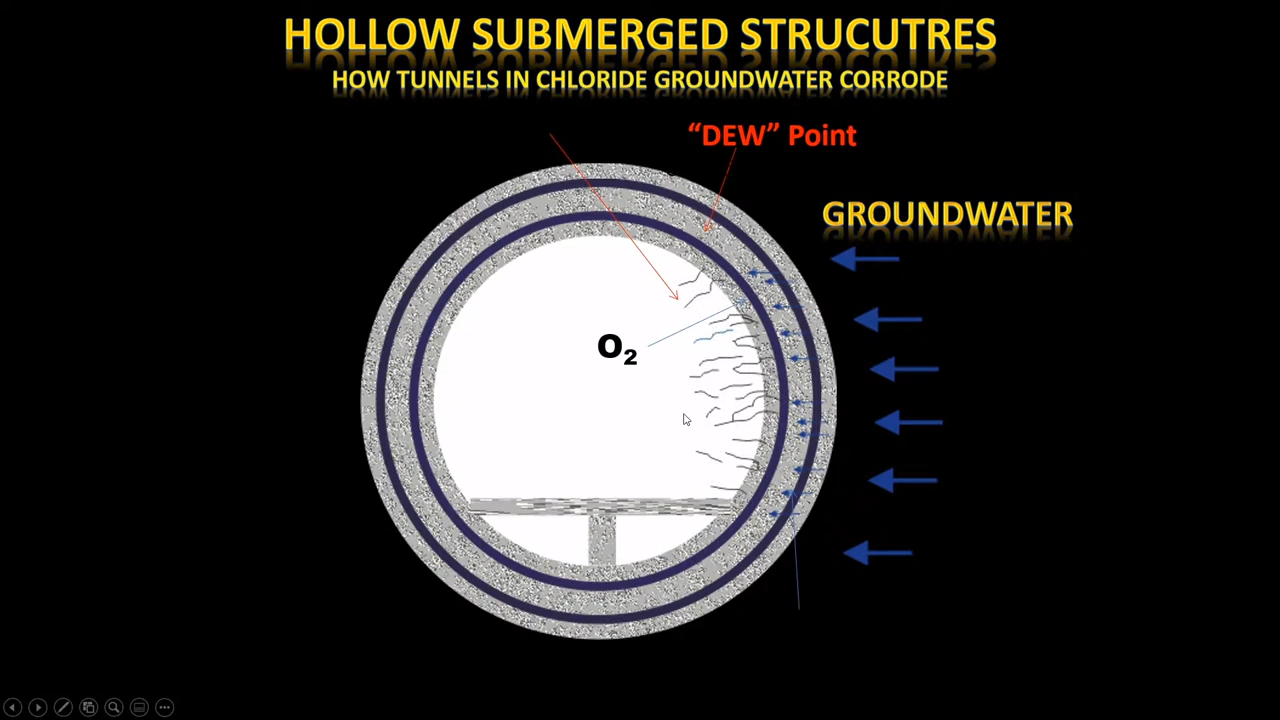 HOLLOW SUBMERGED STRUCUTRES
HOW TUNNELS IN CHLORIDE GROUNDWATER CORRODE
“DEW” Point
GROUNDWATER
O₂